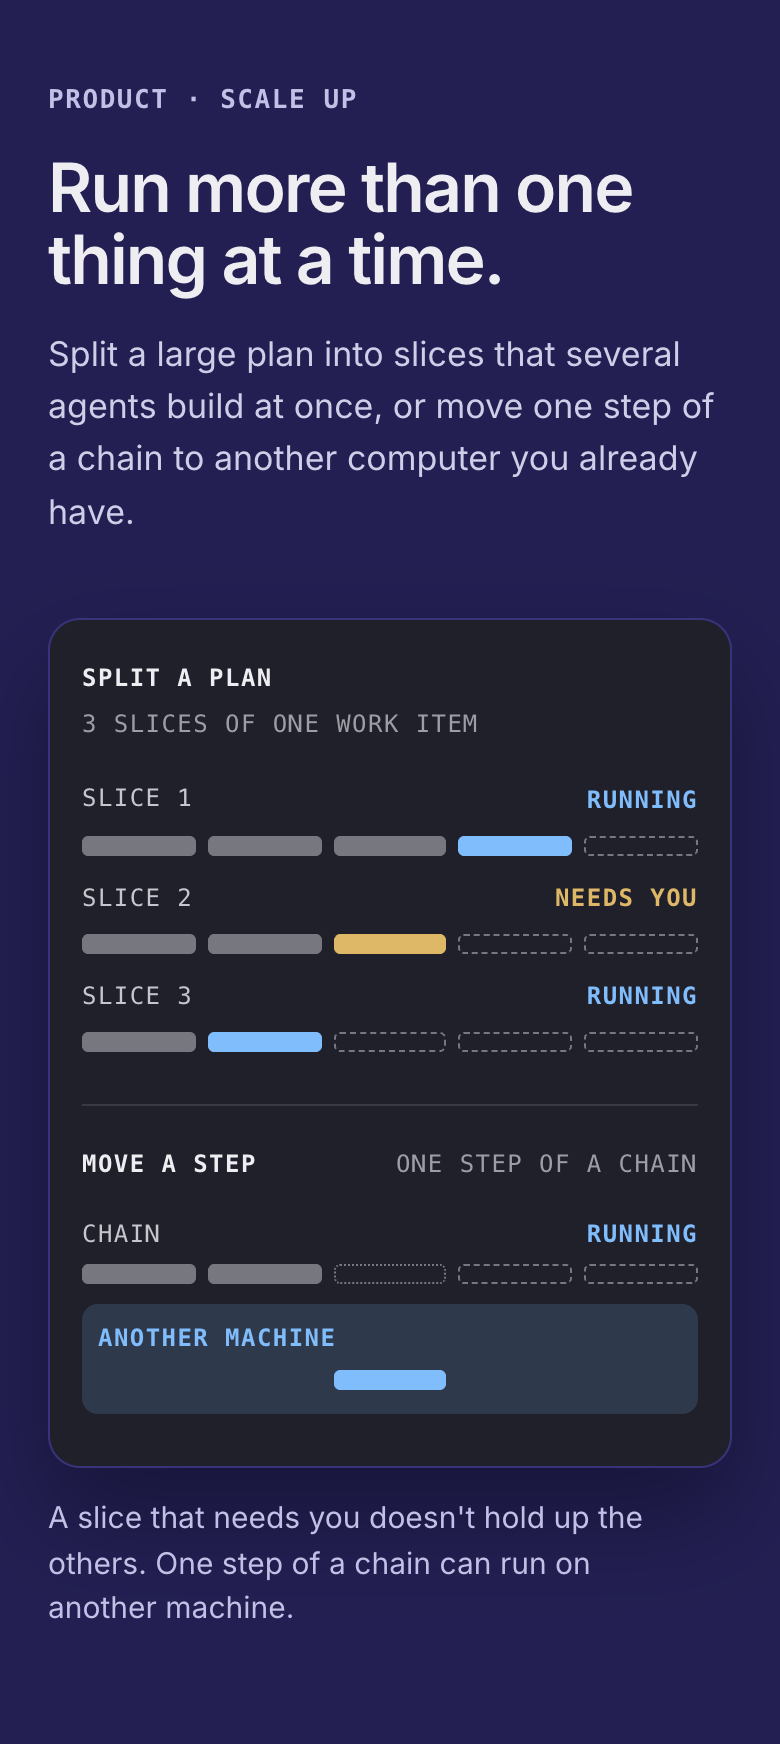 PRODUCT · SCALE UP
Run more than one
thing at a time.
Split a large plan into slices that several
agents build at once, or move one step of
a chain to another computer you already
have.
SPLIT A PLAN
3 SLICES OF ONE WORK ITEM
SLICE 1 RUNNING
SLICE 2 NEEDS YOU
SLICE 3 RUNNING
MOVE A STEP ONE STEP OF A CHAIN
CHAIN RUNNING
ANOTHER MACHINE
A slice that needs you doesn't hold up the
others. One step of a chain can run on
another machine.